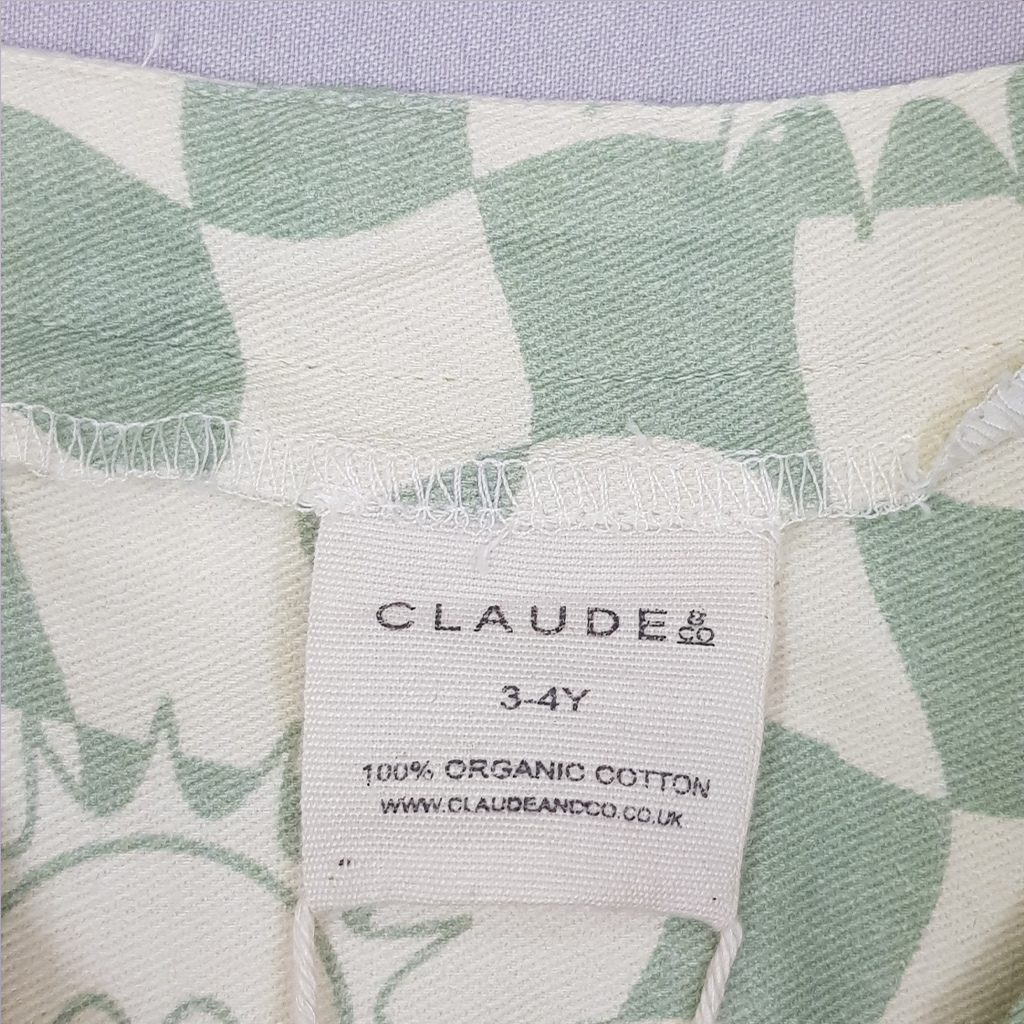 CLAUDE & CO
3-4Y
100% ORGANIC COTTON
WWW.CLAUDEANDCO.CO.UK